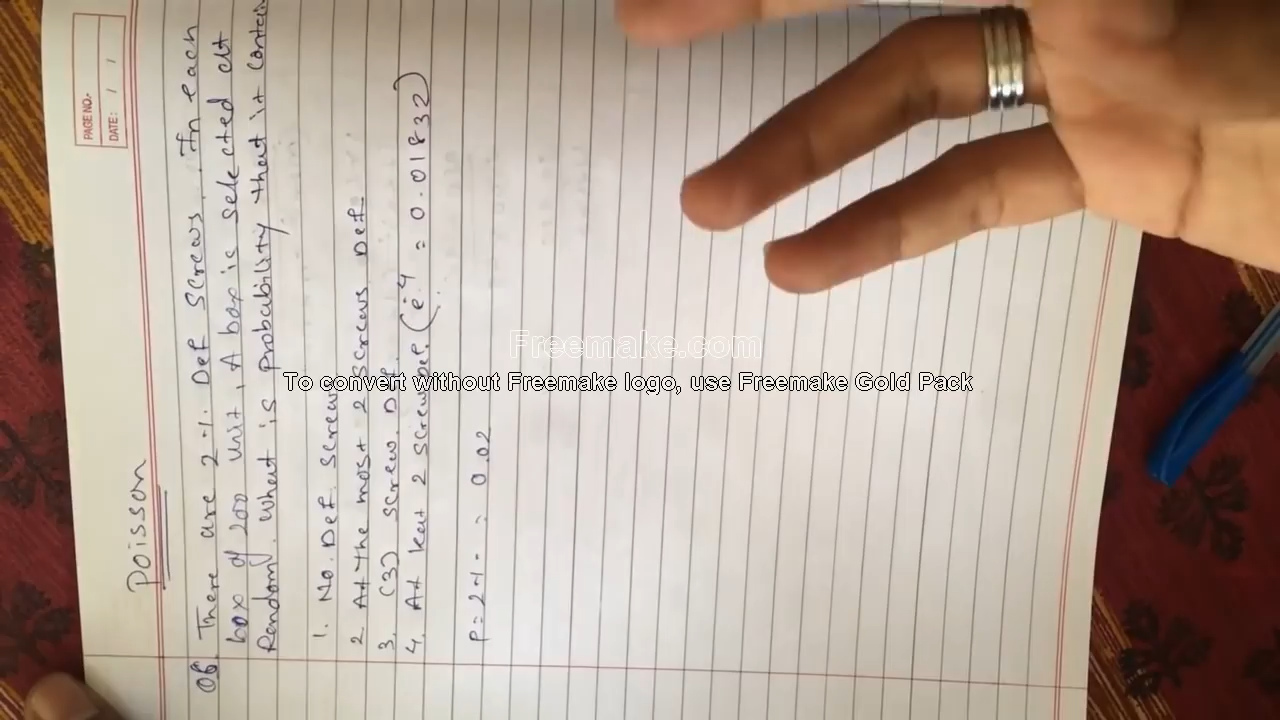 PAGE NO.
DATE: / /
Poisson
06. There are 2 %. Def Screws. In each
box of 200 unit, A box is selected at
Random. What is Probability that it contain
1. No. Def. Screws
2 At the most 2 Screws Def.
3. (3) Screw. Def.
4. At Least 2 Screws Def. (e⁻⁴ = 0.01832)
P = 2 % = 0.02
Freemake.com
To convert without Freemake logo, use Freemake Gold Pack